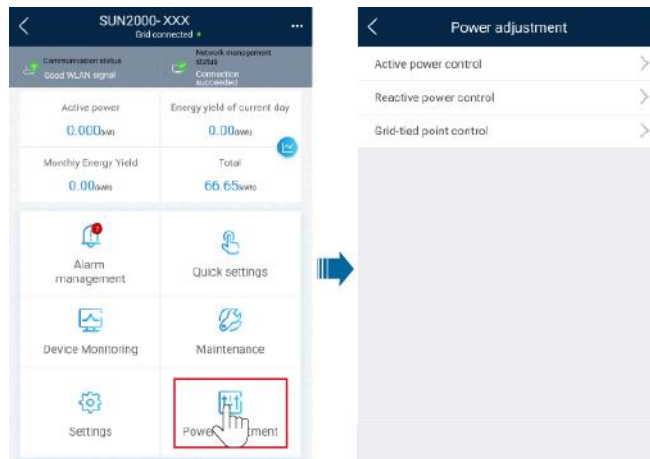 SUN2000-XXX
Grid connected
Communication status
Good WLAN signal
Network management
status
Connection
succeeded
Active power
0.000kW
Energy yield of current day
0.00kWh
Monthly Energy Yield
0.00kWh
Total
66.65kWh
Alarm
management
Quick settings
Device Monitoring
Maintenance
Settings
Power
tment
Power adjustment
Active power control
Reactive power control
Grid-tied point control